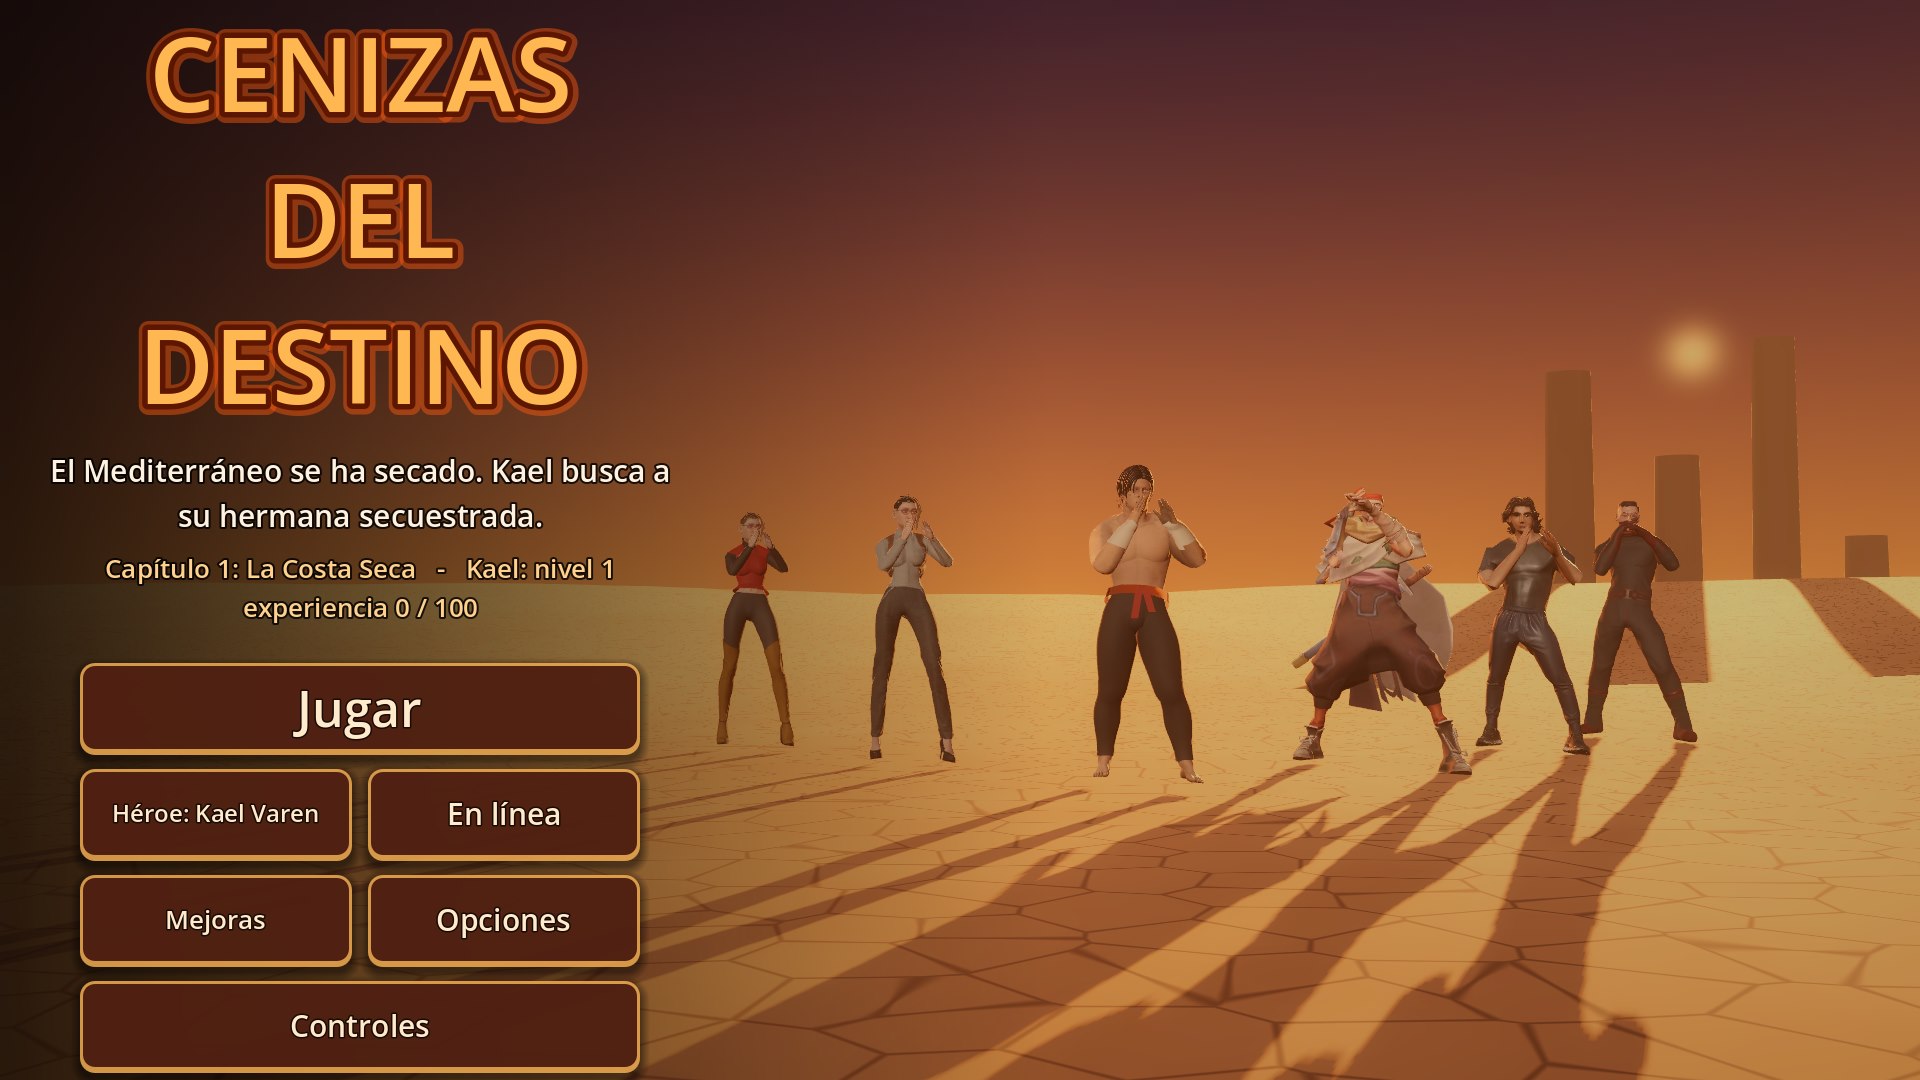 CENIZAS
DEL
DESTINO
El Mediterráneo se ha secado. Kael busca a
su hermana secuestrada.
Capítulo 1: La Costa Seca - Kael: nivel 1
experiencia 0 / 100
Jugar
Héroe: Kael Varen
En línea
Mejoras
Opciones
Controles